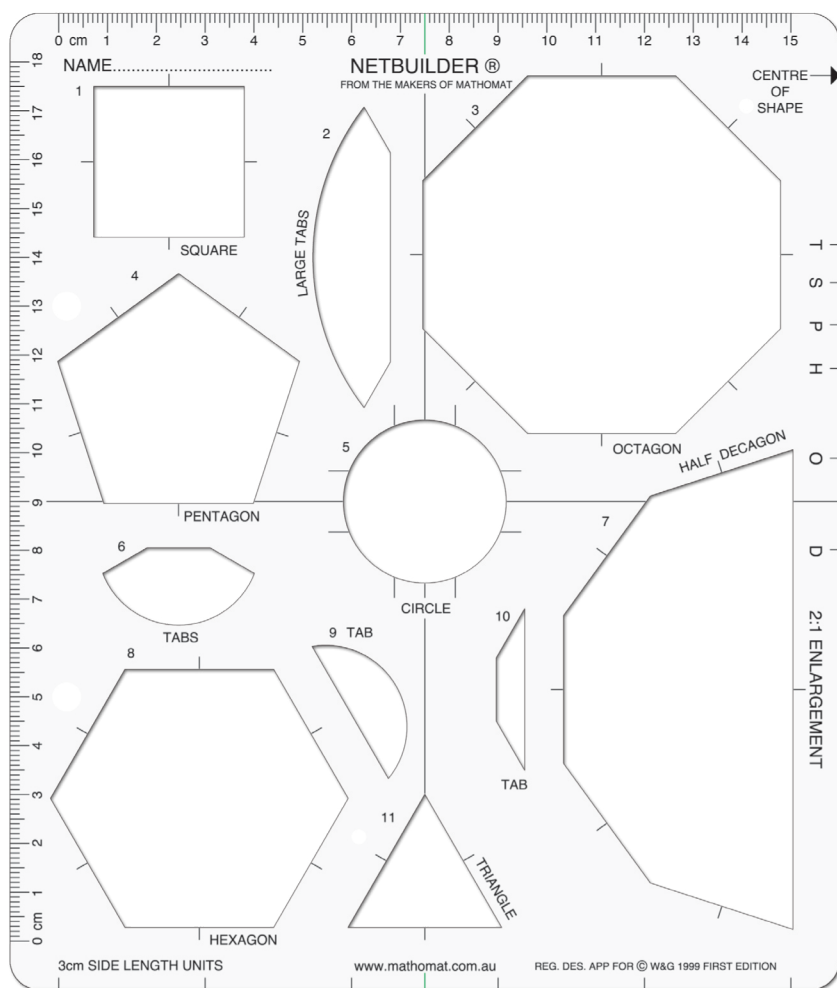 0 cm 1 2 3 4 5 6 7 8 9 10 11 12 13 14 15
NAME
NETBUILDER ®
FROM THE MAKERS OF MATHOMAT
CENTRE
OF
SHAPE
18
17
16
15
14
13
12
11
10
9
8
7
6
5
4
3
2
1
0 cm
1
SQUARE
2
LARGE TABS
3
OCTAGON
4
PENTAGON
5
CIRCLE
6
TABS
7
HALF DECAGON
8
HEXAGON
9 TAB
10
TAB
11
TRIANGLE
T
S
P
H
O
D
2:1 ENLARGEMENT
3cm SIDE LENGTH UNITS
www.mathomat.com.au
REG. DES. APP FOR © W&G 1999 FIRST EDITION